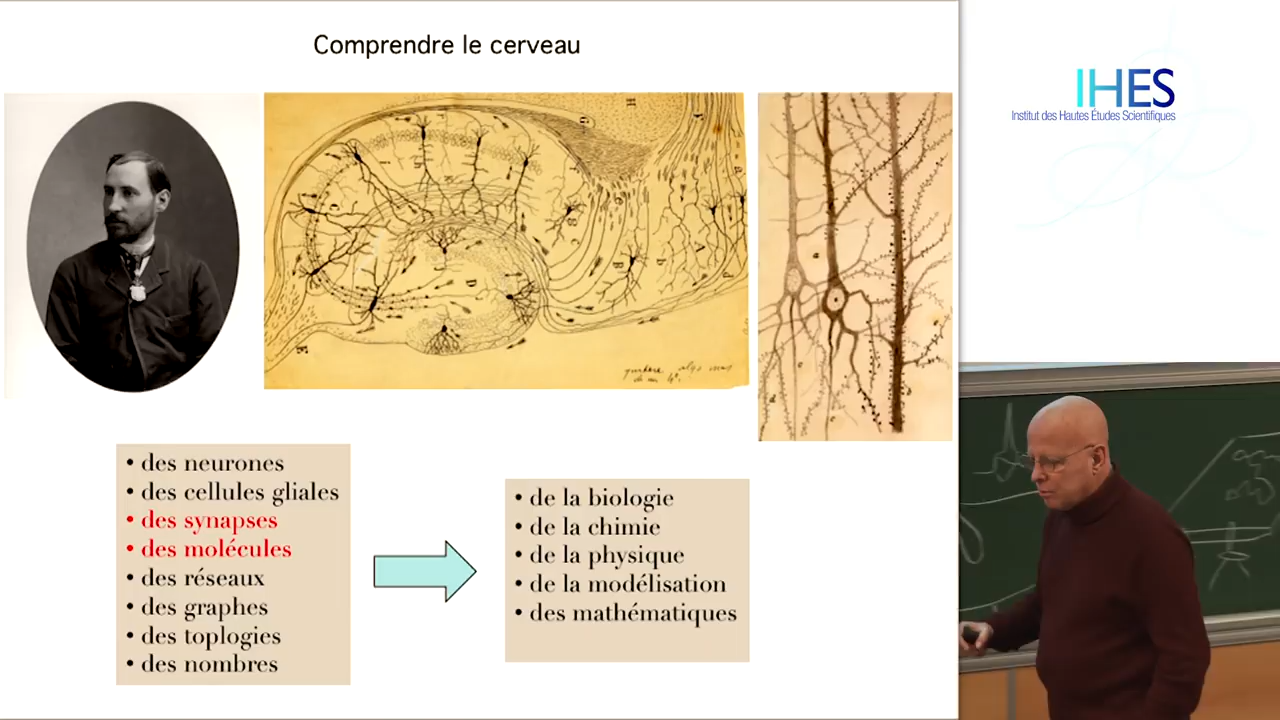 Comprendre le cerveau
IHES
Institut des Hautes Études Scientifiques
• des neurones
• des cellules gliales
• des synapses
• des molécules
• des réseaux
• des graphes
• des toplogies
• des nombres
• de la biologie
• de la chimie
• de la physique
• de la modélisation
• des mathématiques